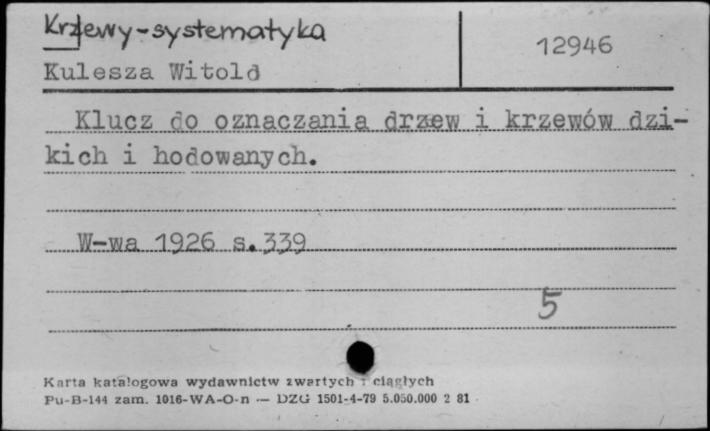 Krzewy-systematyka
12946
Kulesza Witold
Klucz do oznaczania drzew i krzewów dzi-
kich i hodowanych.
W-wa 1926 s.339
5
Karta katalogowa wydawnictw zwartych i ciągłych
Pu-B-144 zam. 1016-WA-O-n — DZG 1501-4-79 5.050.000 2 81